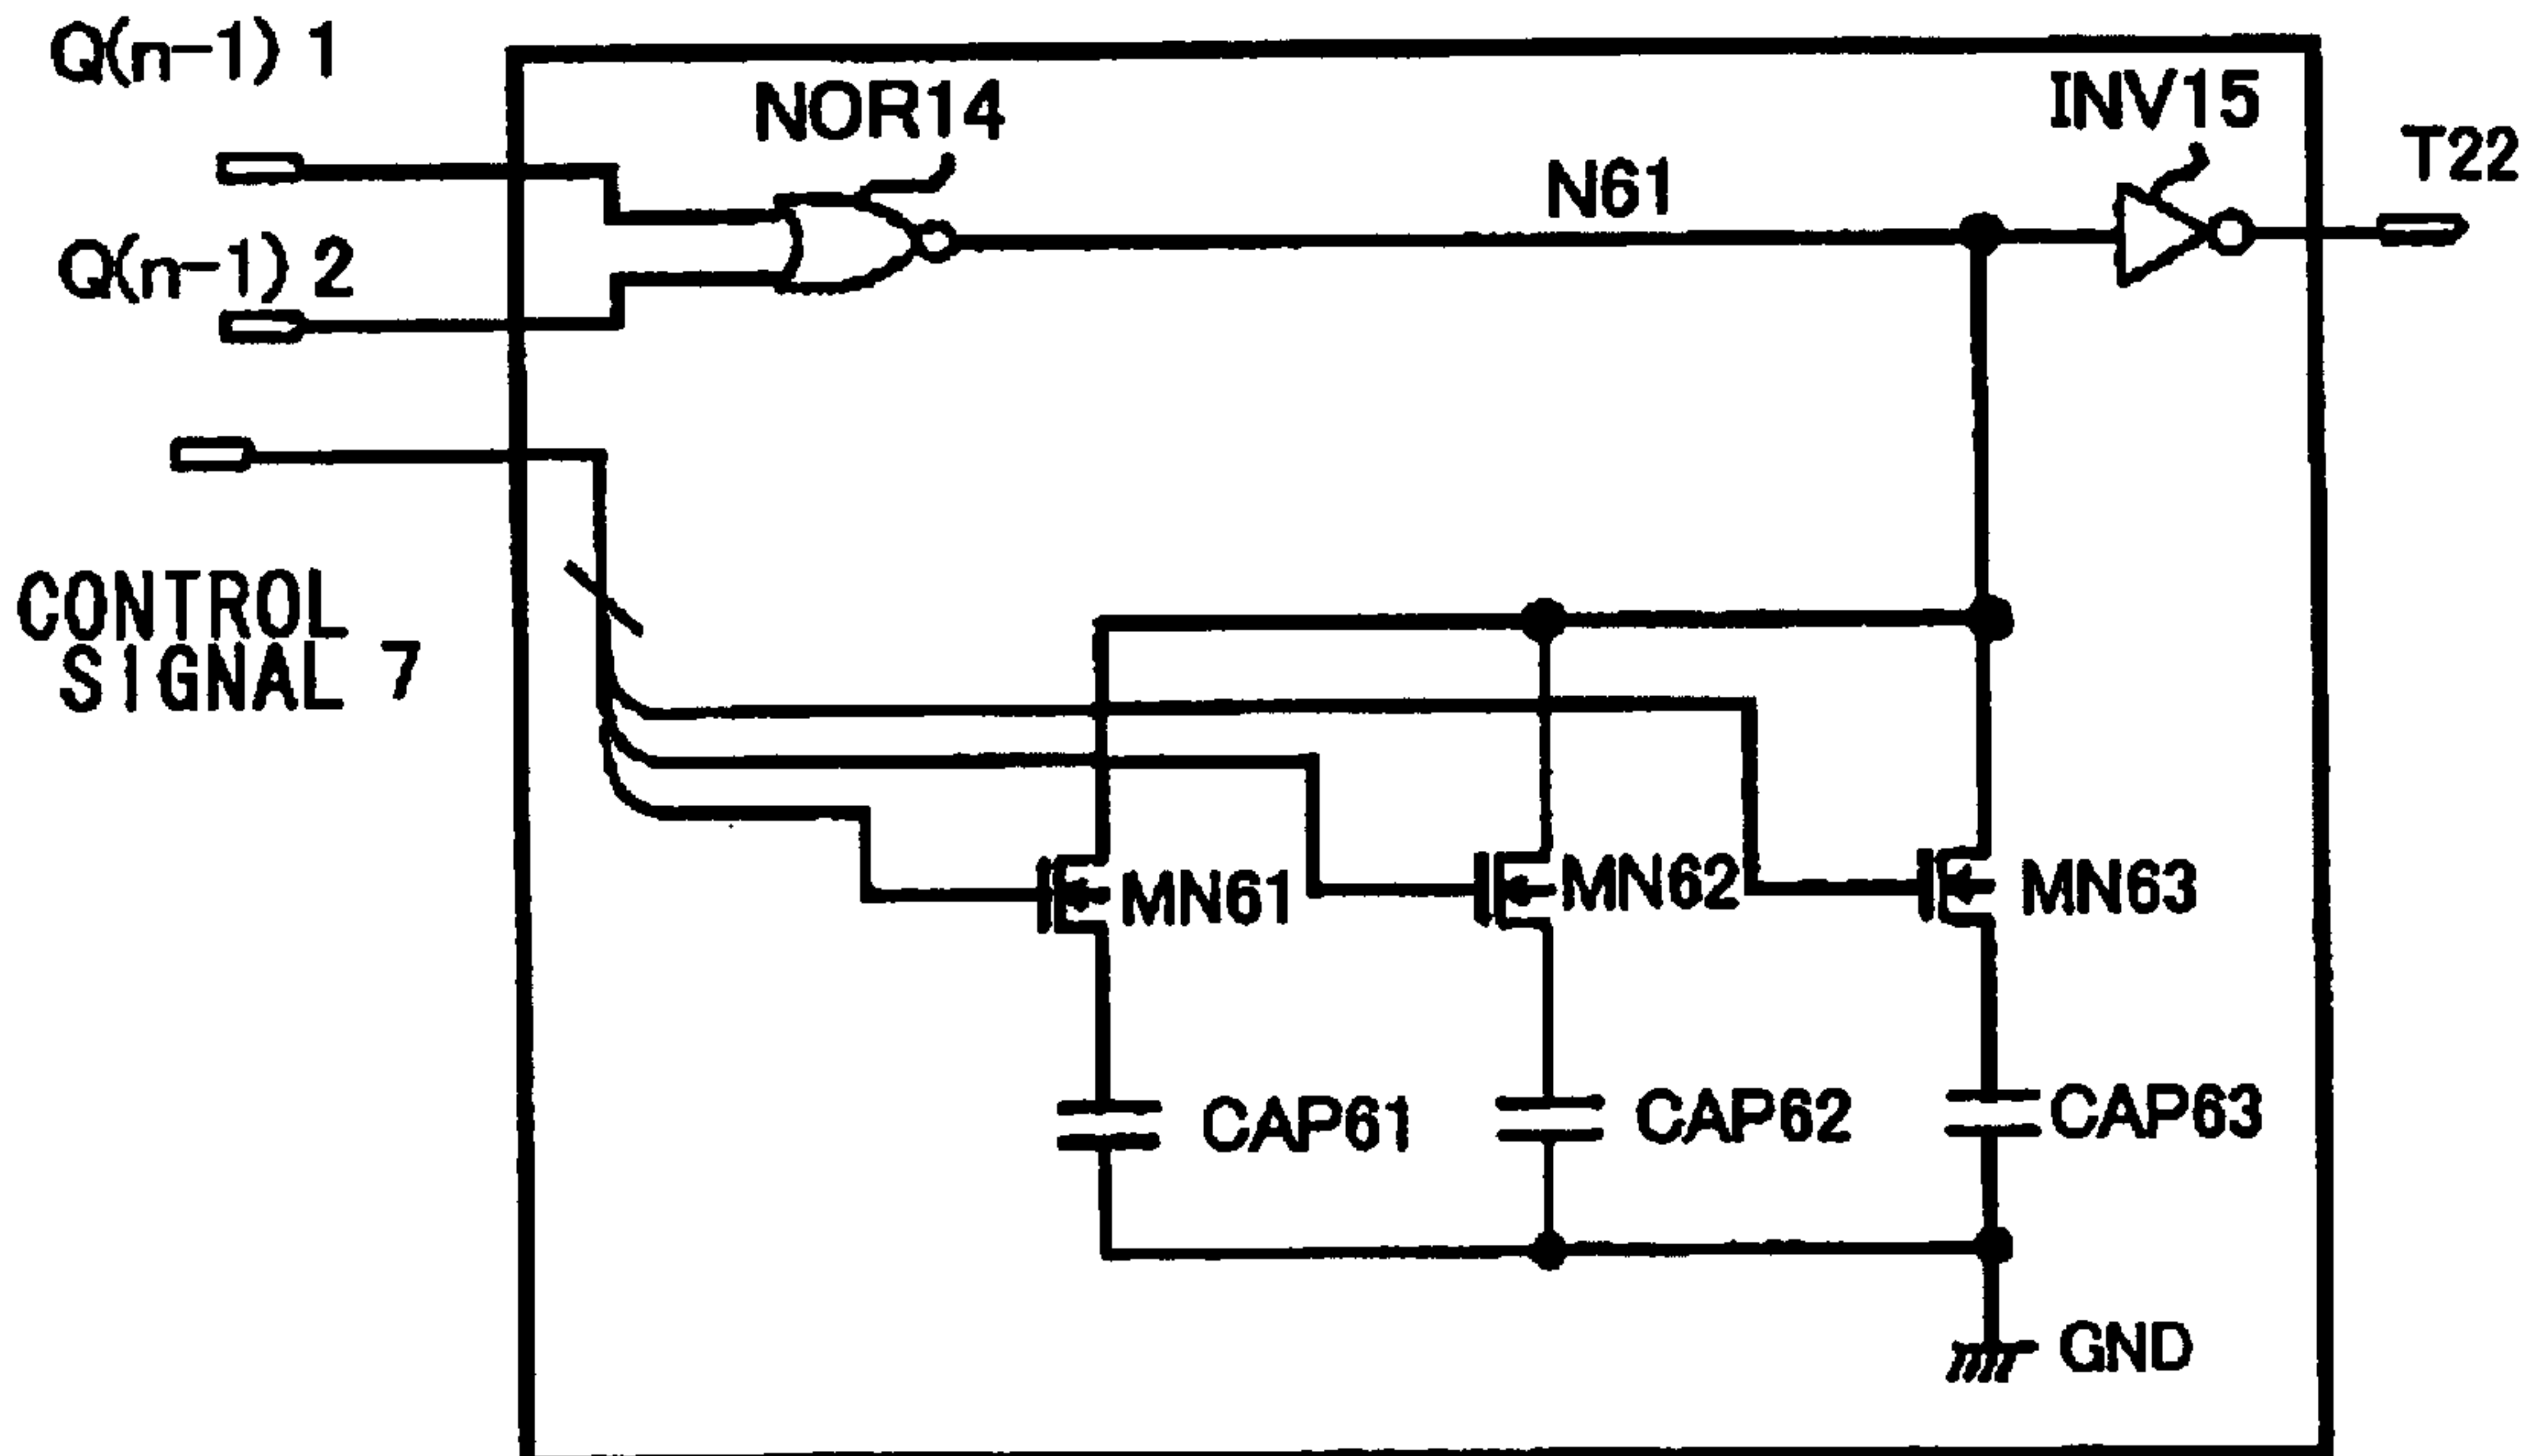 Q(n-1) 1
NOR14
INV15
T22
N61
Q(n-1) 2
CONTROL
SIGNAL 7
MN61
MN62
MN63
CAP61
CAP62
CAP63
GND